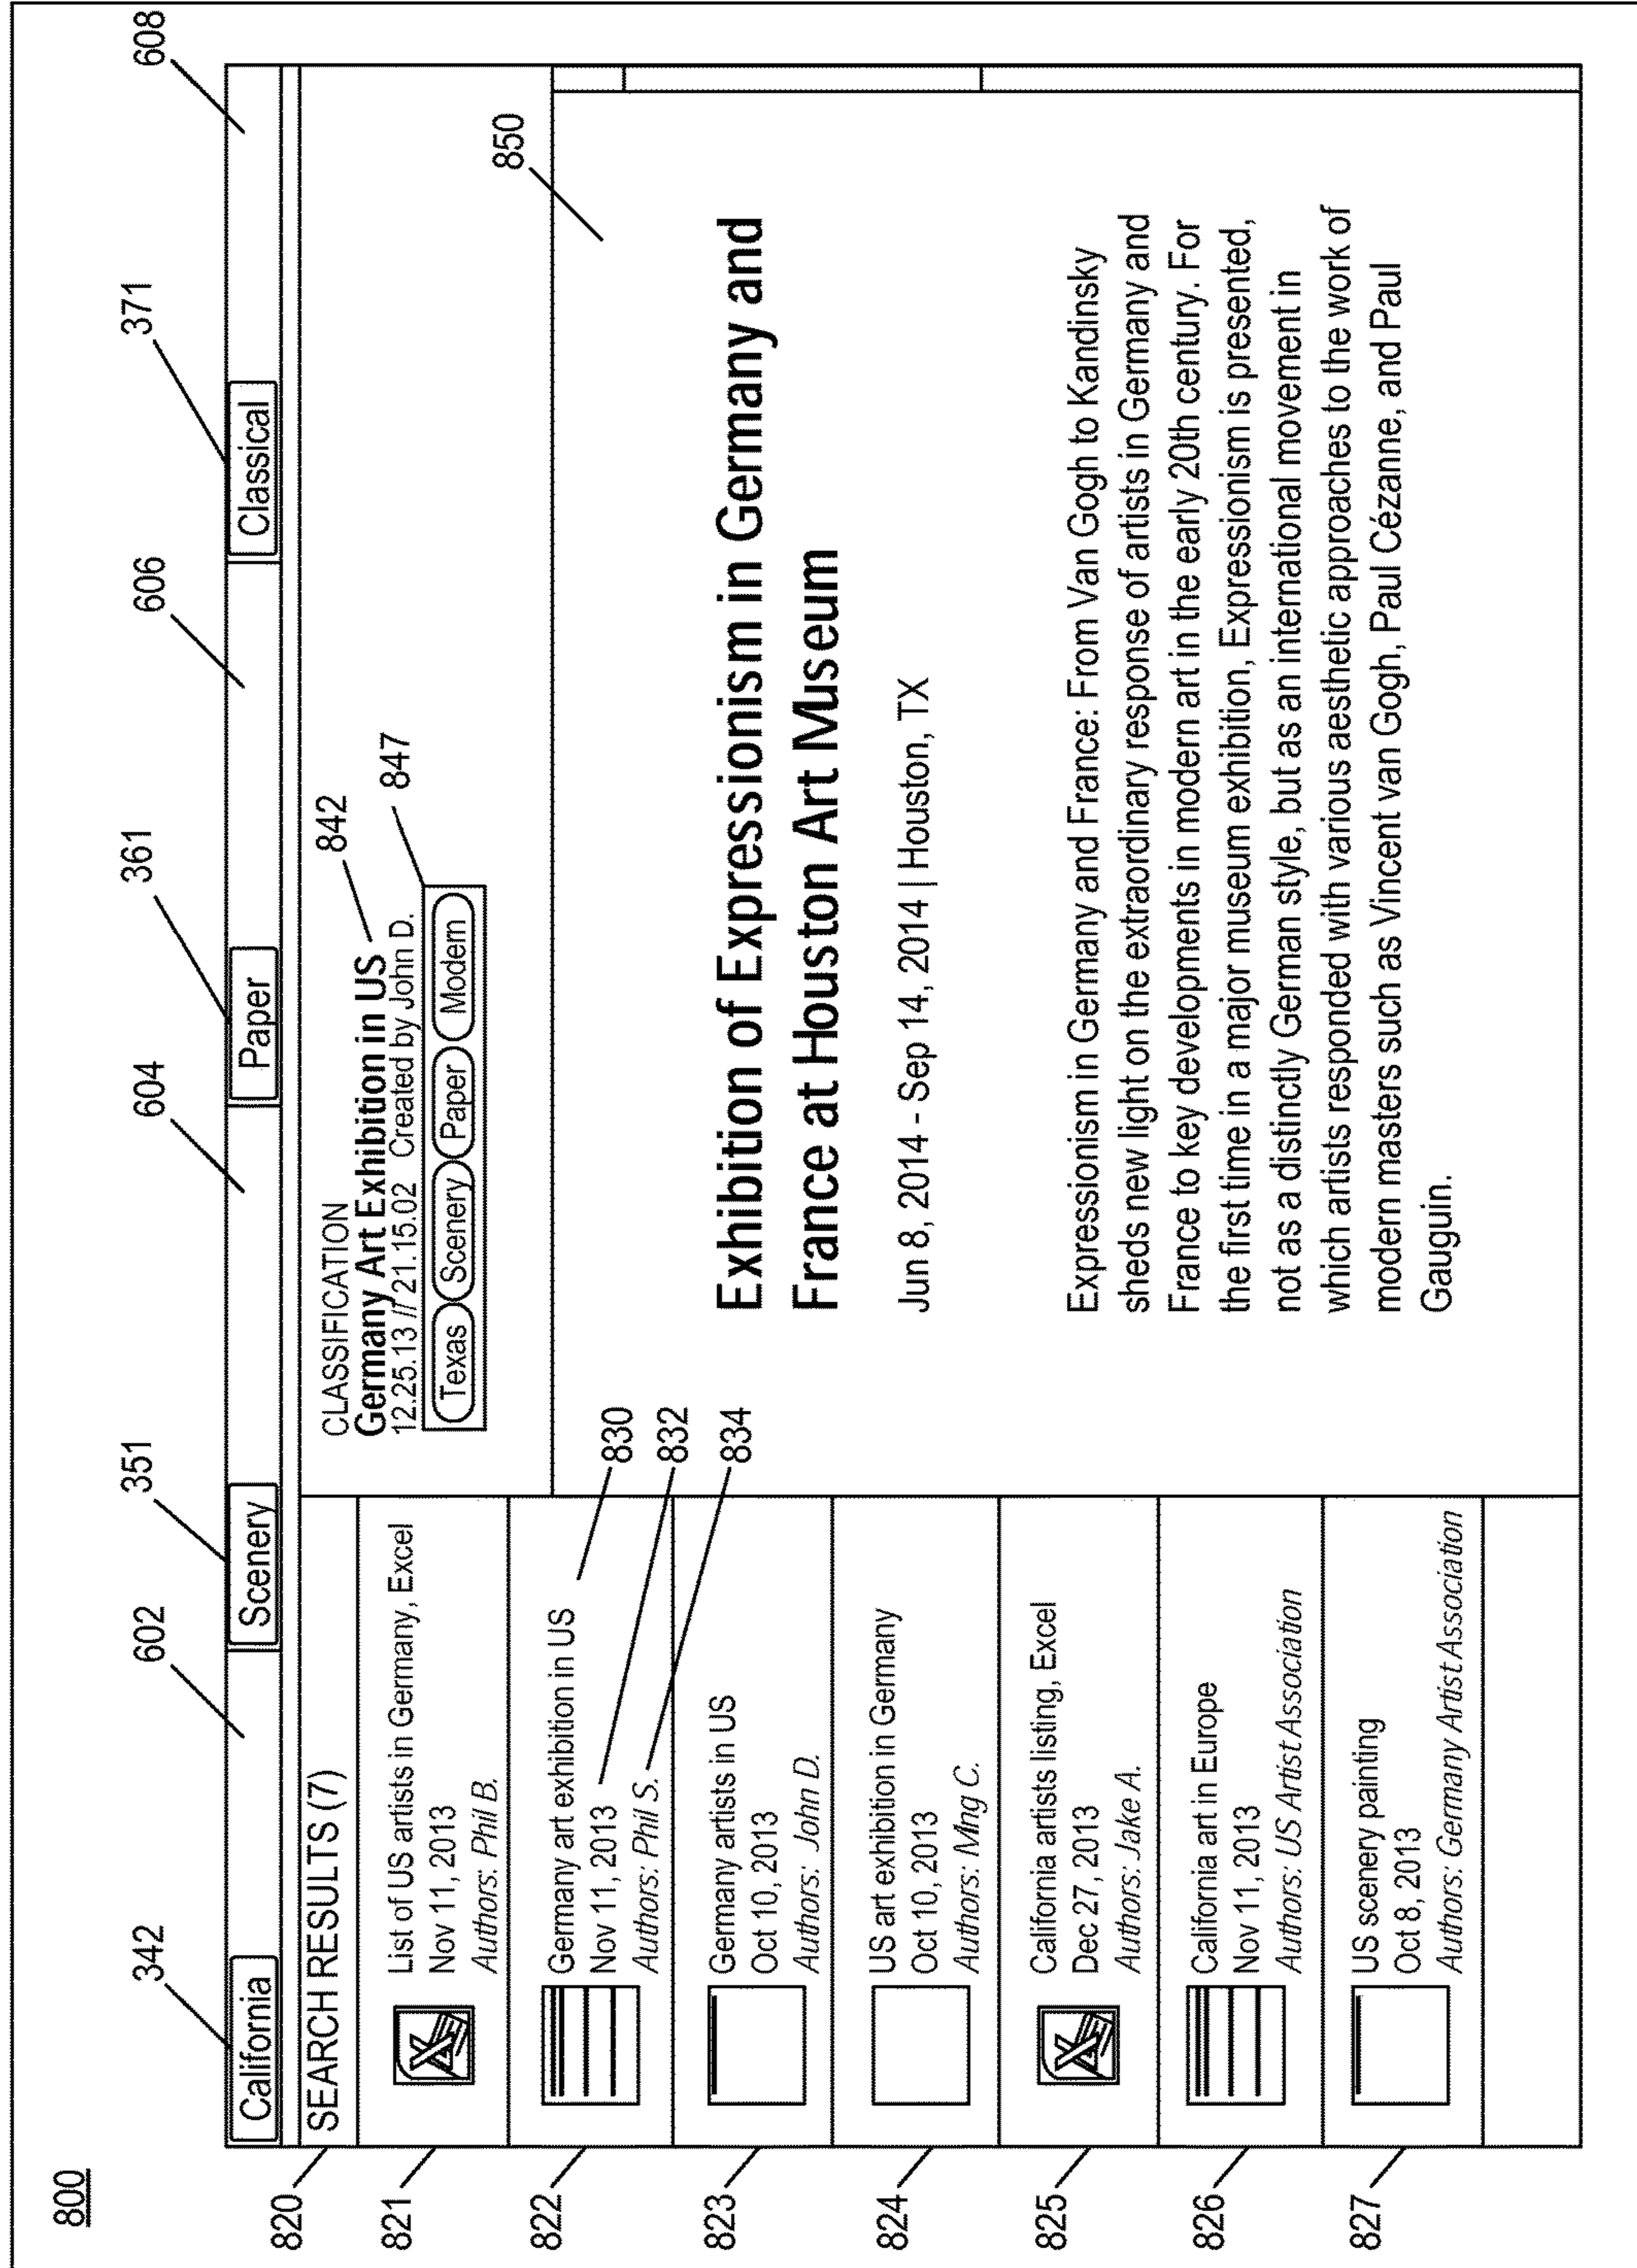 800
342
602
351
604
361
606
371
608
California
Scenery
Paper
Classical
820
SEARCH RESULTS (7)
821
List of US artists in Germany, Excel
Nov 11, 2013
Authors: Phil B.
822
Germany art exhibition in US
Nov 11, 2013
Authors: Phil S.
830
832
834
823
Germany artists in US
Oct 10, 2013
Authors: John D.
824
US art exhibition in Germany
Oct 10, 2013
Authors: Mng C.
825
California artists listing, Excel
Dec 27, 2013
Authors: Jake A.
826
California art in Europe
Nov 11, 2013
Authors: US Artist Association
827
US scenery painting
Oct 8, 2013
Authors: Germany Artist Association
CLASSIFICATION
842
Germany Art Exhibition in US
12.25.13 // 21.15.02 Created by John D.
847
Texas Scenery Paper Modern
850
Exhibition of Expressionism in Germany and
France at Houston Art Museum
Jun 8, 2014 - Sep 14, 2014 | Houston, TX
Expressionism in Germany and France: From Van Gogh to Kandinsky
sheds new light on the extraordinary response of artists in Germany and
France to key developments in modern art in the early 20th century. For
the first time in a major museum exhibition, Expressionism is presented,
not as a distinctly German style, but as an international movement in
which artists responded with various aesthetic approaches to the work of
modern masters such as Vincent van Gogh, Paul Cézanne, and Paul
Gauguin.